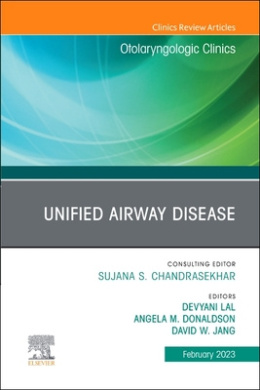 Clinics Review Articles
Otolaryngologic Clinics
UNIFIED AIRWAY DISEASE
CONSULTING EDITOR
SUJANA S. CHANDRASEKHAR
EDITORS
DEVYANI LAL
ANGELA M. DONALDSON
DAVID W. JANG
ELSEVIER
February 2023